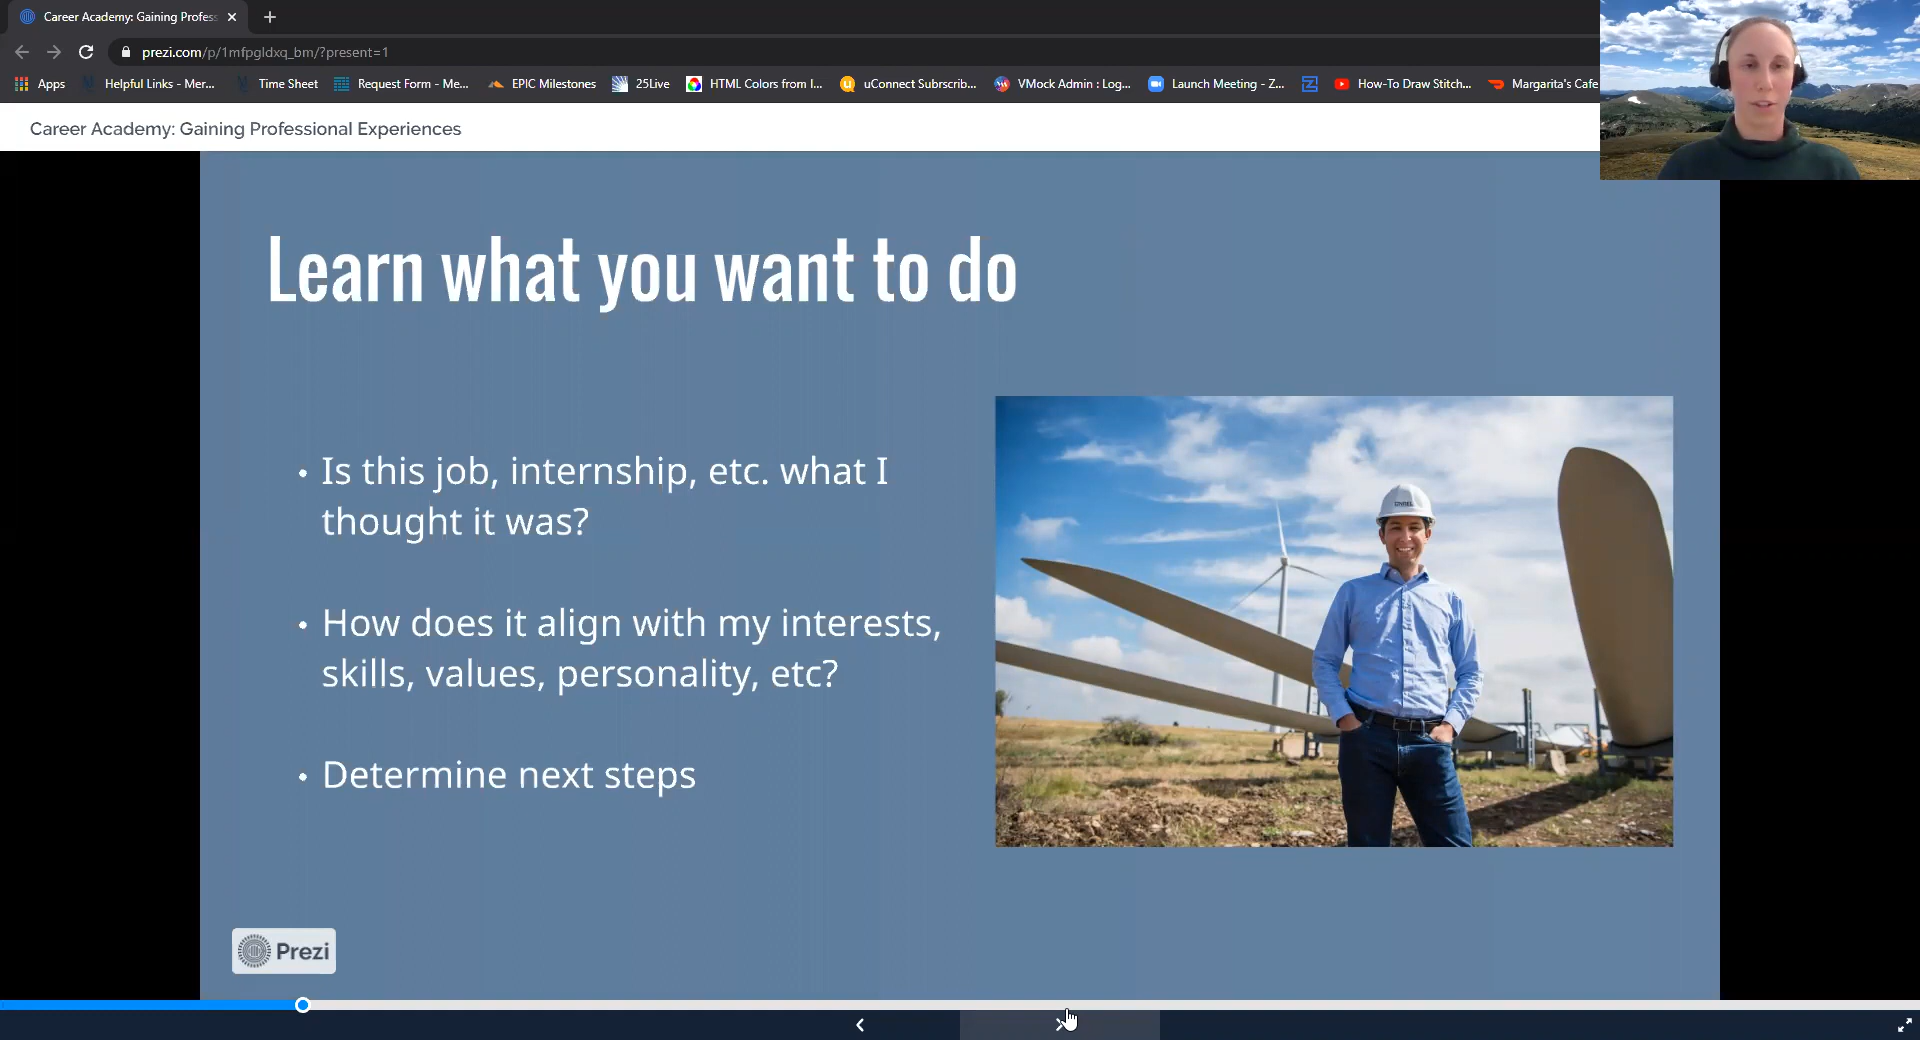 Career Academy: Gaining Profess
prezi.com/p/1mfpgldxq_bm/?present=1
Apps Helpful Links - Mer... Time Sheet Request Form - Me... EPIC Milestones 25Live HTML Colors from I... uConnect Subrscrib... VMock Admin : Log... Launch Meeting - Z... How-To Draw Stitch... Margarita's Cafe
Career Academy: Gaining Professional Experiences
Learn what you want to do
• Is this job, internship, etc. what I
thought it was?
• How does it align with my interests,
skills, values, personality, etc?
• Determine next steps
Prezi